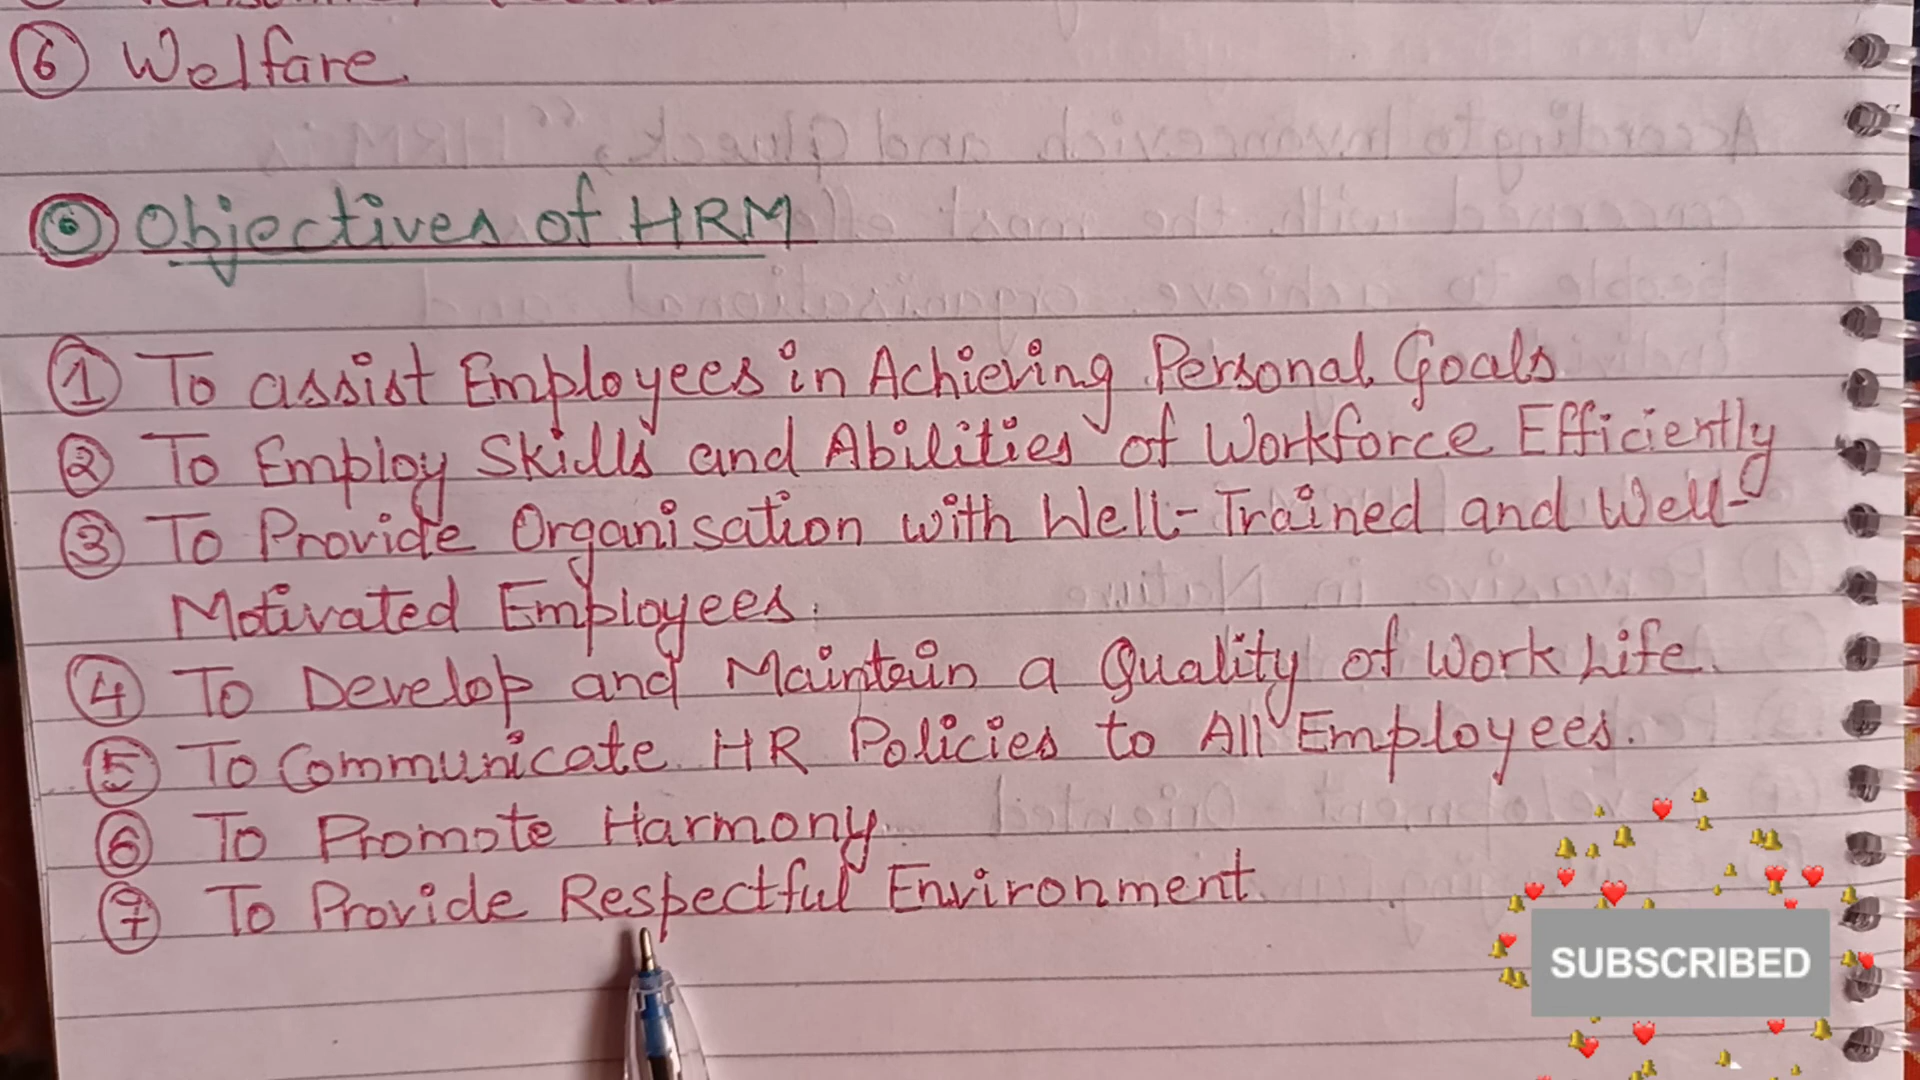 ⑥ Welfare.
Objectives of HRM
① To assist Employees in Achieving Personal Goals
② To Employ Skills and Abilities of Workforce Efficiently
③ To Provide Organisation with Well-Trained and Well-
Motivated Employees.
④ To Develop and Maintain a Quality of Work Life.
⑤ To Communicate HR Policies to All Employees.
⑥ To Promote Harmony.
⑦ To Provide Respectful Environment
SUBSCRIBED